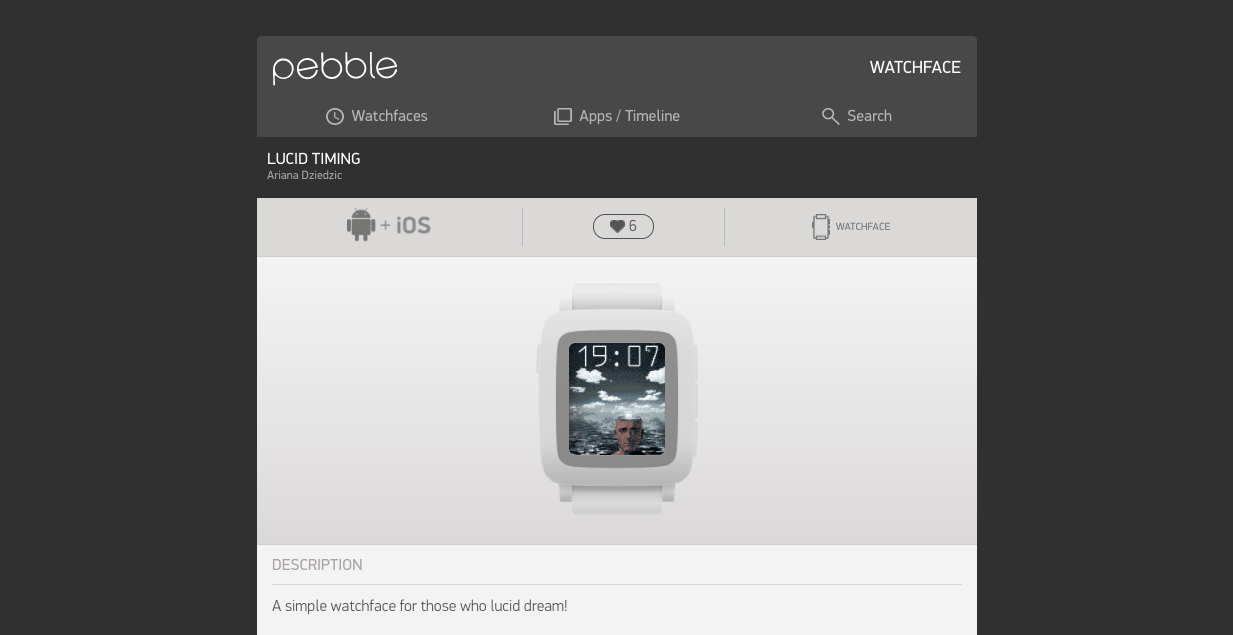 pebble
WATCHFACE
Watchfaces
Apps / Timeline
Search
LUCID TIMING
Ariana Dziedzic
+ iOS
6
WATCHFACE
19:07
DESCRIPTION
A simple watchface for those who lucid dream!